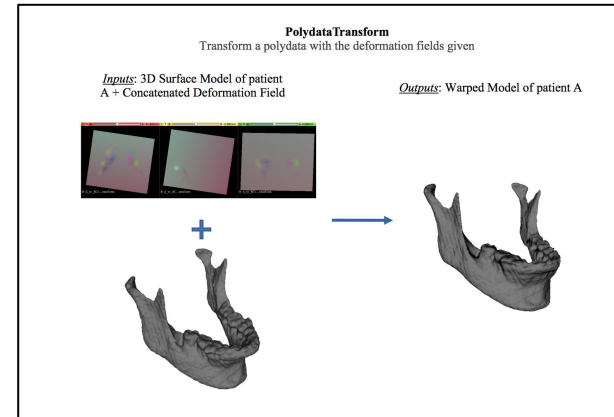 PolydataTransform
Transform a polydata with the deformation fields given
Inputs: 3D Surface Model of patient
A + Concatenated Deformation Field
Outputs: Warped Model of patient A